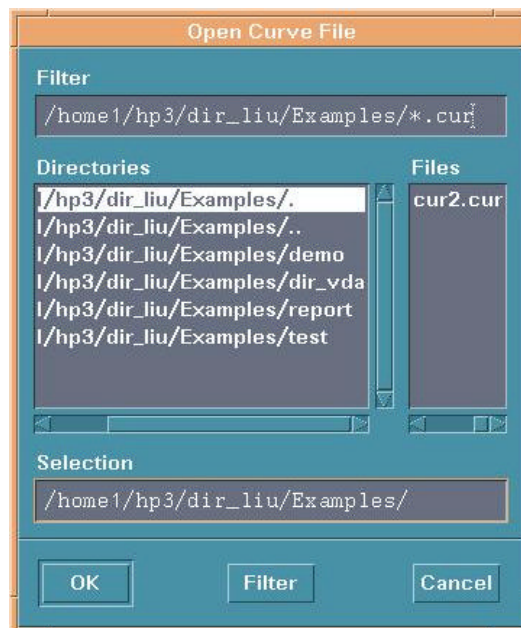 Open Curve File
Filter
/home1/hp3/dir_liu/Examples/*.cur
Directories
l/hp3/dir_liu/Examples/.
l/hp3/dir_liu/Examples/..
l/hp3/dir_liu/Examples/demo
l/hp3/dir_liu/Examples/dir_vda
l/hp3/dir_liu/Examples/report
l/hp3/dir_liu/Examples/test
Files
cur2.cur
Selection
/home1/hp3/dir_liu/Examples/
OK
Filter
Cancel